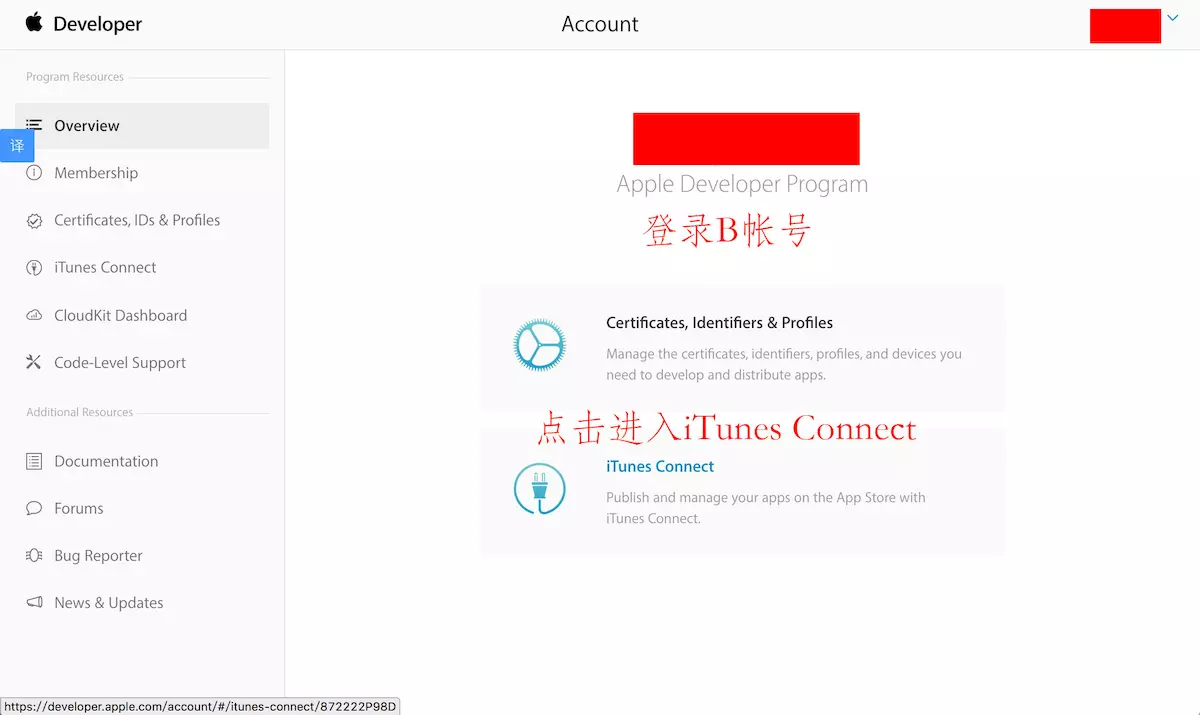 Developer
Account
Program Resources
Overview
译
Membership
Certificates, IDs & Profiles
iTunes Connect
CloudKit Dashboard
Code-Level Support
Additional Resources
Documentation
Forums
Bug Reporter
News & Updates
Apple Developer Program
登录B帐号
Certificates, Identifiers & Profiles
Manage the certificates, identifiers, profiles, and devices you
need to develop and distribute apps.
点击进入iTunes Connect
iTunes Connect
Publish and manage your apps on the App Store with
iTunes Connect.
https://developer.apple.com/account/#/itunes-connect/872222P98D